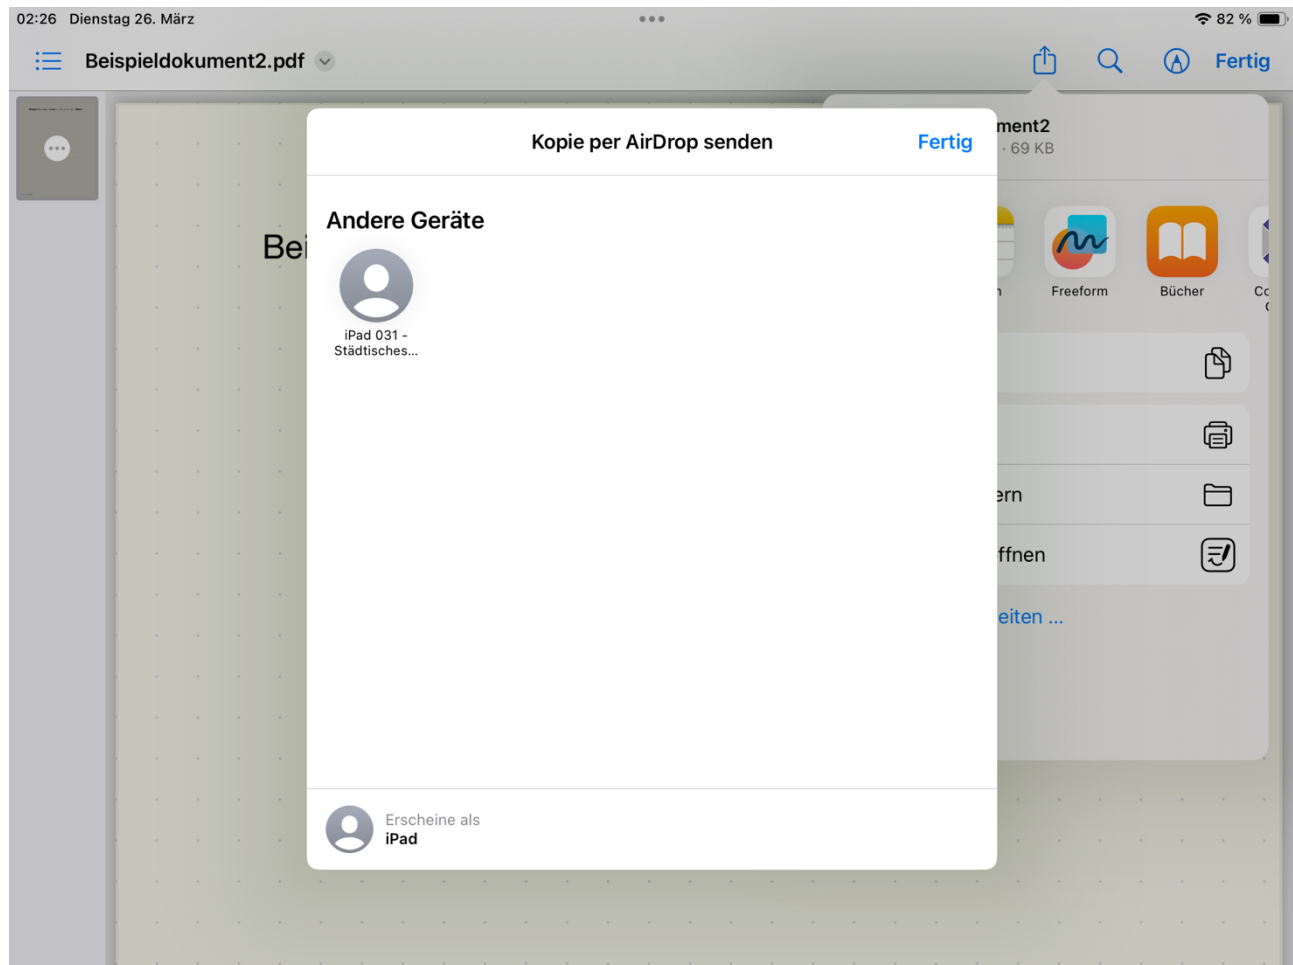 02:26 Dienstag 26. März
82 %
Beispieldokument2.pdf
Fertig
ment2
· 69 KB
Kopie per AirDrop senden
Fertig
Andere Geräte
Bei
iPad 031 -
Städtisches...
n
Freeform
Bücher
Co
ern
ffnen
eiten ...
Erscheine als
iPad